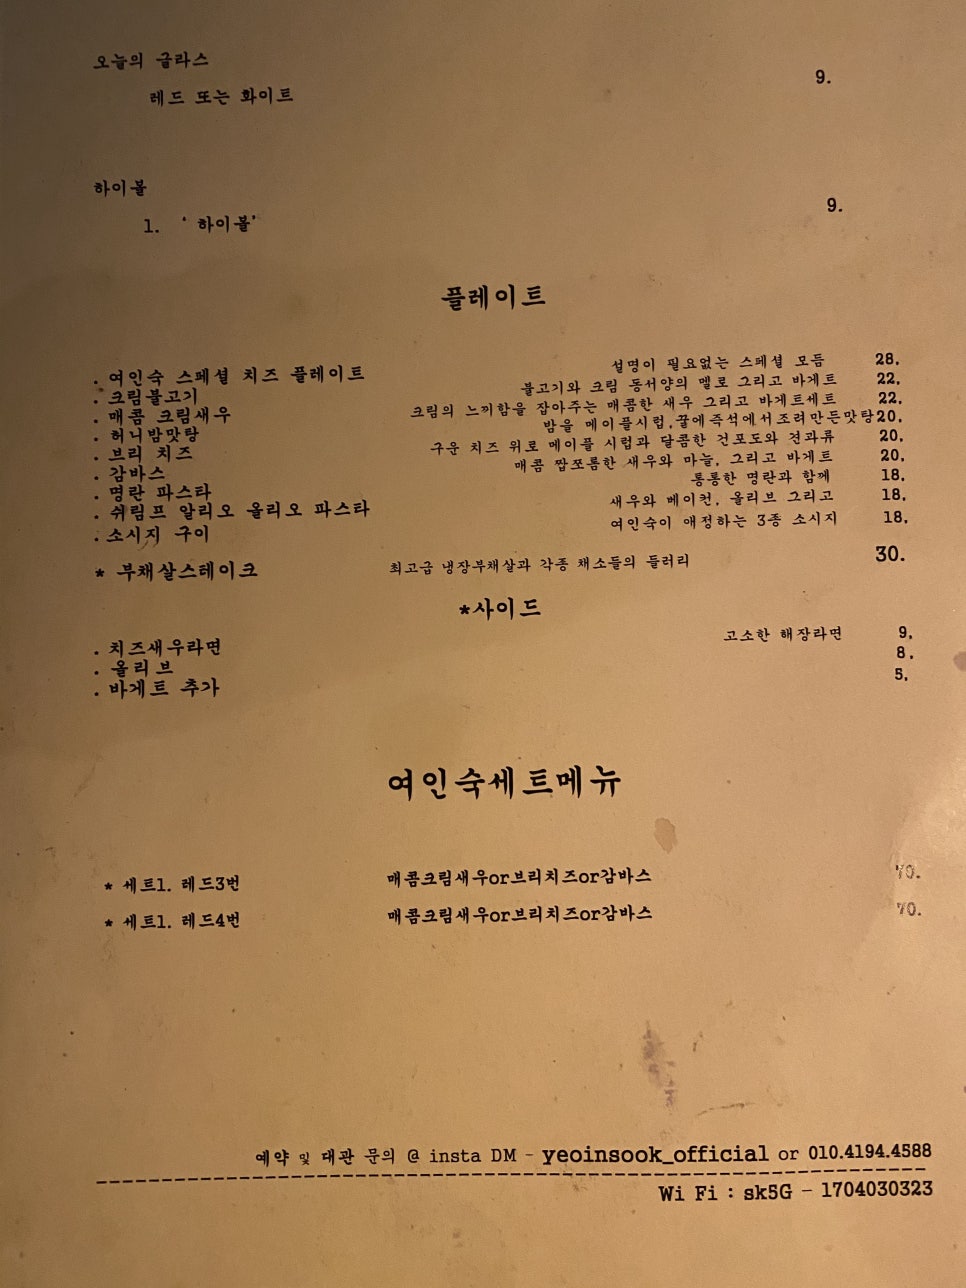 오늘의 글라스
레드 또는 화이트 9.
하이볼
1. '하이볼' 9.
플레이트
. 여인숙 스페셜 치즈 플레이트 설명이 필요없는 스페셜 모듬 28.
. 크림불고기 불고기와 크림 동서양의 멜로 그리고 바게트 22.
. 매콤 크림새우 크림의 느끼함을 잡아주는 매콤한 새우 그리고 바게트세트 22.
. 허니밤맛탕 밤을 메이플시럽,꿀에즉석에서조려만든맛탕 20.
. 브리 치즈 구운 치즈 위로 메이플 시럽과 달콤한 건포도와 견과류 20.
. 감바스 매콤 짭쪼롬한 새우와 마늘, 그리고 바게트 20.
. 명란 파스타 통통한 명란과 함께 18.
. 쉬림프 알리오 올리오 파스타 새우와 베이컨, 올리브 그리고 18.
. 소시지 구이 여인숙이 애정하는 3종 소시지 18.
* 부채살스테이크 최고급 냉장부채살과 각종 채소들의 들러리 30.
*사이드
. 치즈새우라면 고소한 해장라면 9.
. 올리브 8.
. 바게트 추가 5.
여인숙세트메뉴
* 세트1. 레드3번 매콤크림새우or브리치즈or감바스 70.
* 세트1. 레드4번 매콤크림새우or브리치즈or감바스 70.
예약 및 대관 문의 @ insta DM - yeoinsook_official or 010.4194.4588
Wi Fi : sk5G - 1704030323